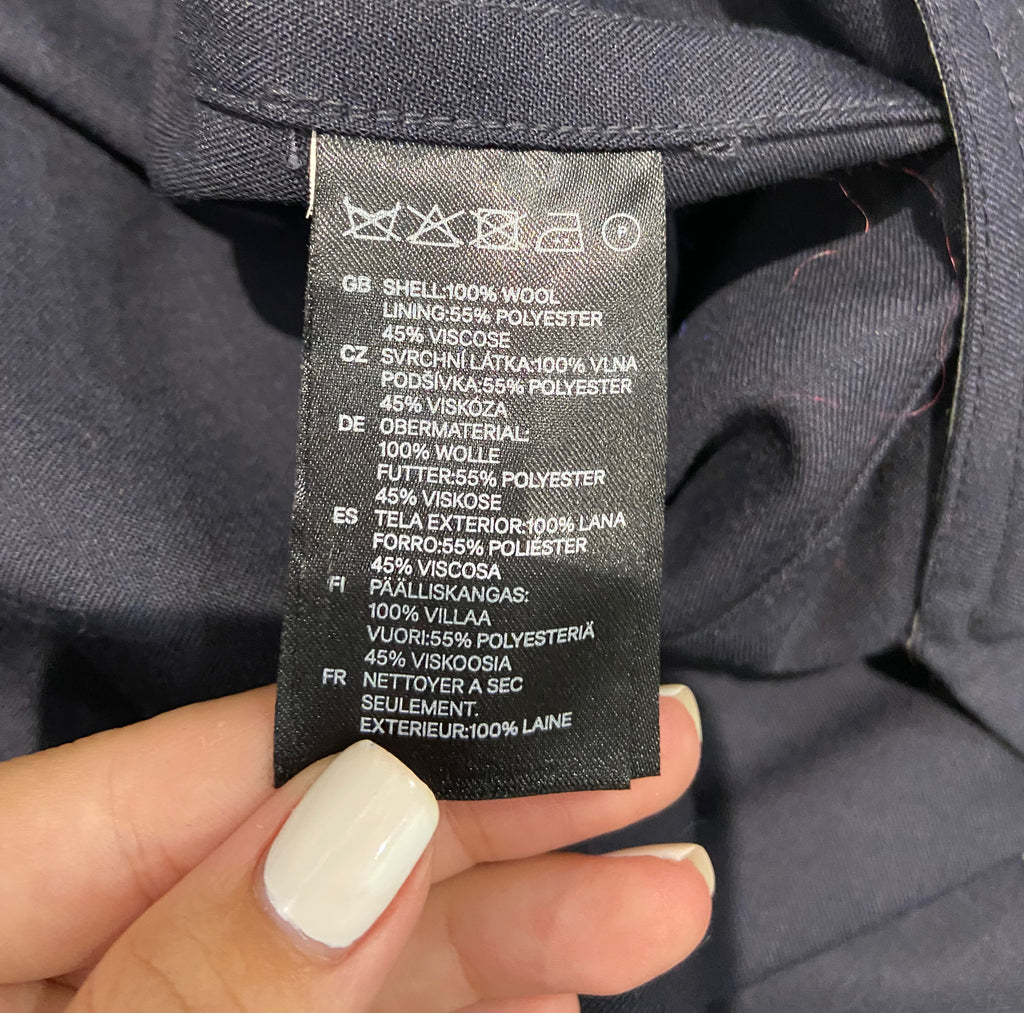 P
GB SHELL:100% WOOL
LINING:55% POLYESTER
45% VISCOSE
CZ SVRCHNÍ LÁTKA:100% VLNA
PODŠÍVKA:55% POLYESTER
45% VISKÓZA
DE OBERMATERIAL:
100% WOLLE
FUTTER:55% POLYESTER
45% VISKOSE
ES TELA EXTERIOR:100% LANA
FORRO:55% POLIÉSTER
45% VISCOSA
FI PÄÄLLISKANGAS:
100% VILLAA
VUORI:55% POLYESTERIÄ
45% VISKOOSIA
FR NETTOYER A SEC
SEULEMENT.
EXTERIEUR:100% LAINE